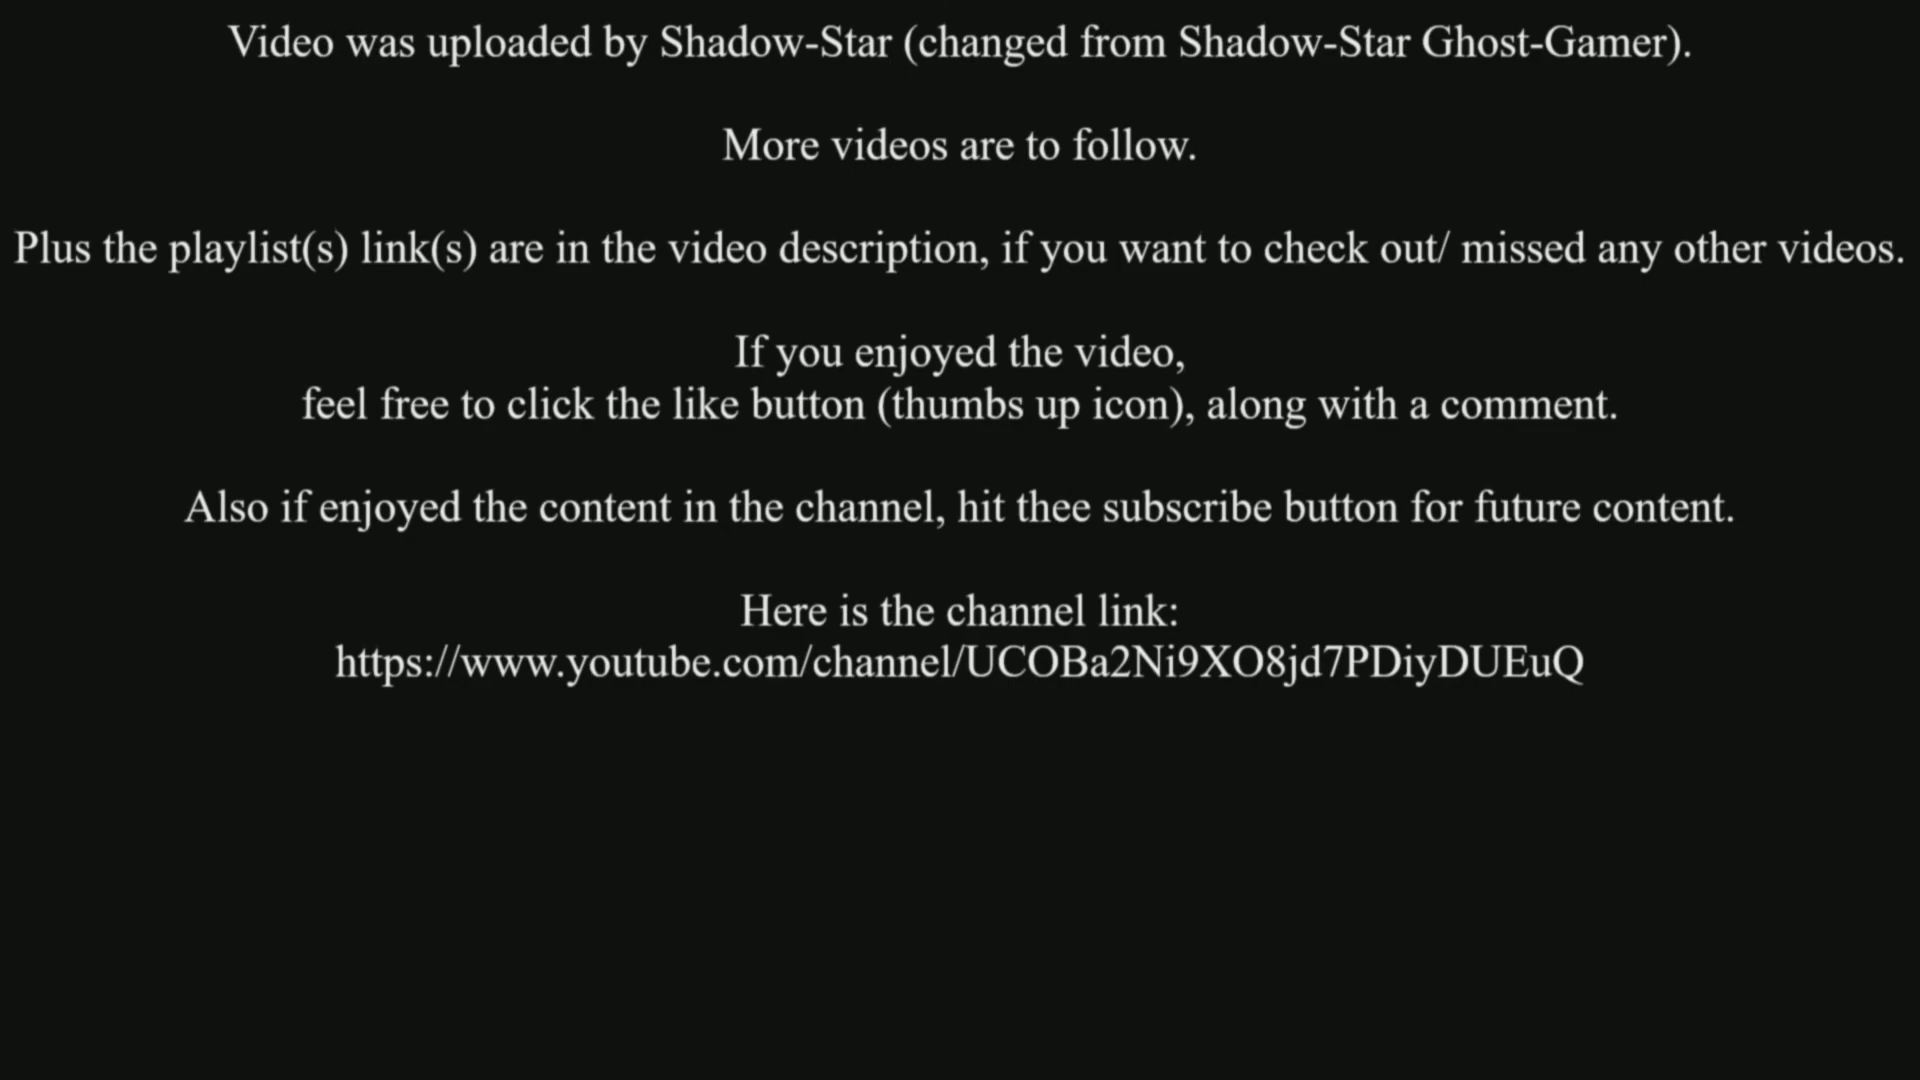 Video was uploaded by Shadow-Star (changed from Shadow-Star Ghost-Gamer).
More videos are to follow.
Plus the playlist(s) link(s) are in the video description, if you want to check out/ missed any other videos.
If you enjoyed the video,
feel free to click the like button (thumbs up icon), along with a comment.
Also if enjoyed the content in the channel, hit thee subscribe button for future content.
Here is the channel link:
https://www.youtube.com/channel/UCOBa2Ni9XO8jd7PDiyDUEuQ